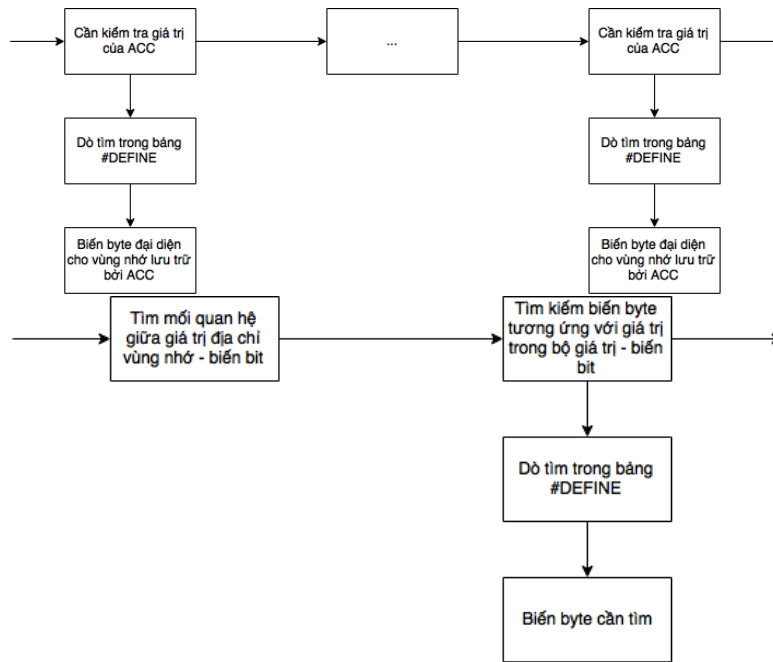 Cần kiểm tra giá trị
của ACC
...
Cần kiểm tra giá trị
của ACC
Dò tìm trong bảng
#DEFINE
Dò tìm trong bảng
#DEFINE
Biến byte đại diện
cho vùng nhớ lưu trữ
bởi ACC
Biến byte đại diện
cho vùng nhớ lưu trữ
bởi ACC
Tìm mối quan hệ
giữa giá trị địa chỉ
vùng nhớ - biến bit
Tìm kiếm biến byte
tương ứng với giá trị
trong bộ giá trị - biến
bit
Dò tìm trong bảng
#DEFINE
Biến byte cần tìm